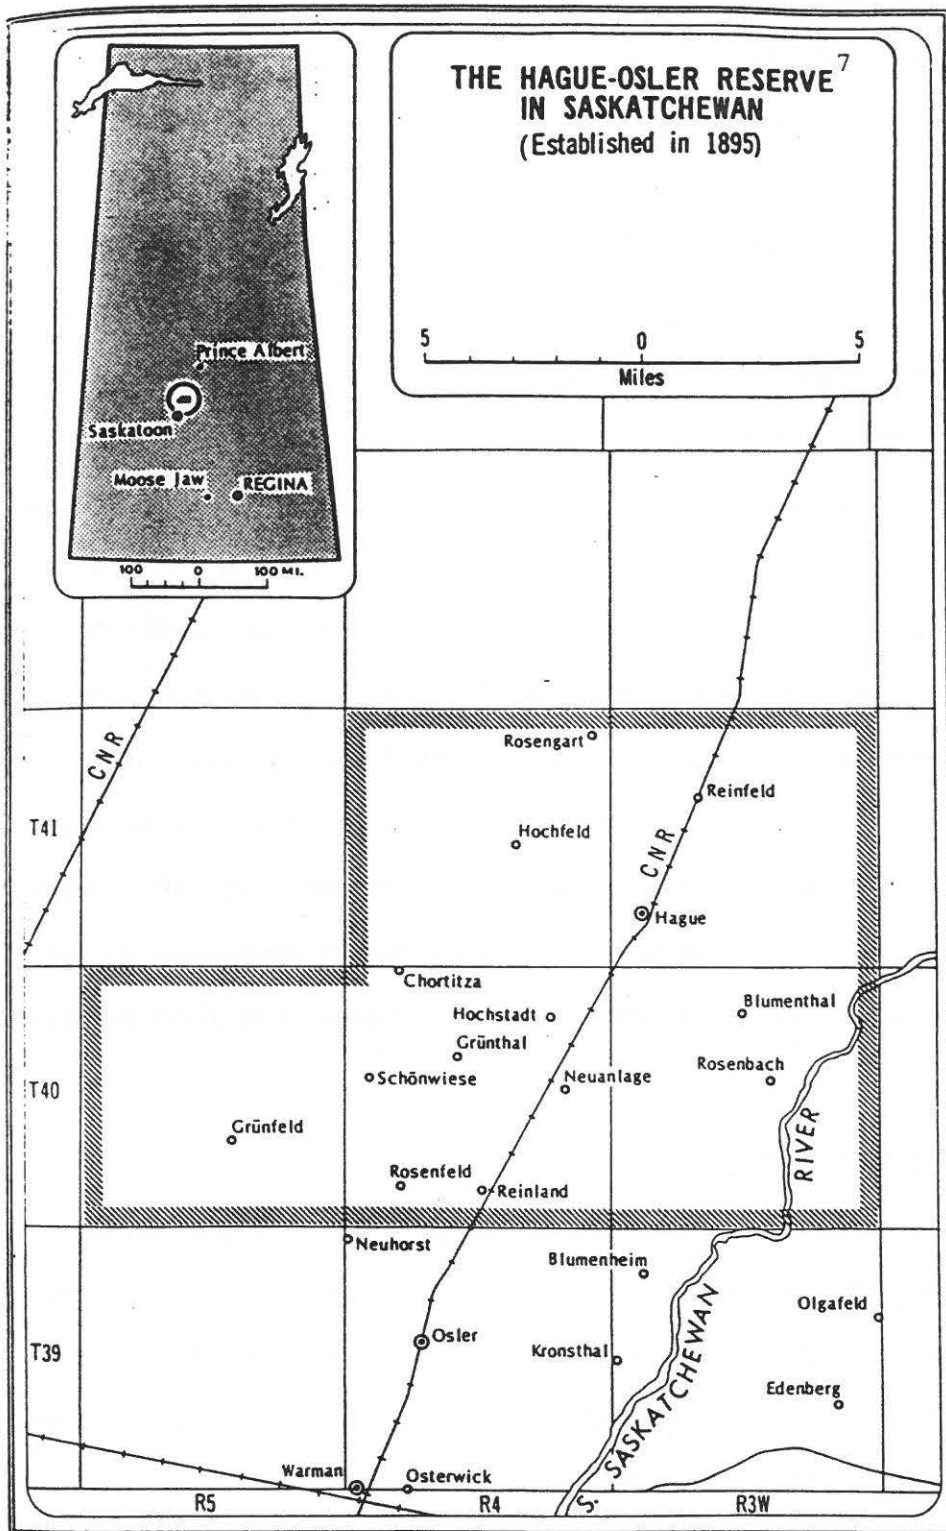 7
THE HAGUE-OSLER RESERVE
IN SASKATCHEWAN
(Established in 1895)
5 0 5
Miles
Prince Albert
Saskatoon
Moose Jaw
REGINA
100 0 100 MI.
CNR
Rosengart
Reinfeld
T41
Hochfeld
CNR
Hague
Chortitza
Hochstadt
Blumenthal
Grünthal
Schönwiese
Neuanlage
Rosenbach
T40
Grünfeld
RIVER
Rosenfeld
Reinland
Neuhorst
Blumenheim
Olgafeld
Osler
T39
Kronsthal
Edenberg
S. SASKATCHEWAN
Warman
Osterwick
R5
R4
R3W